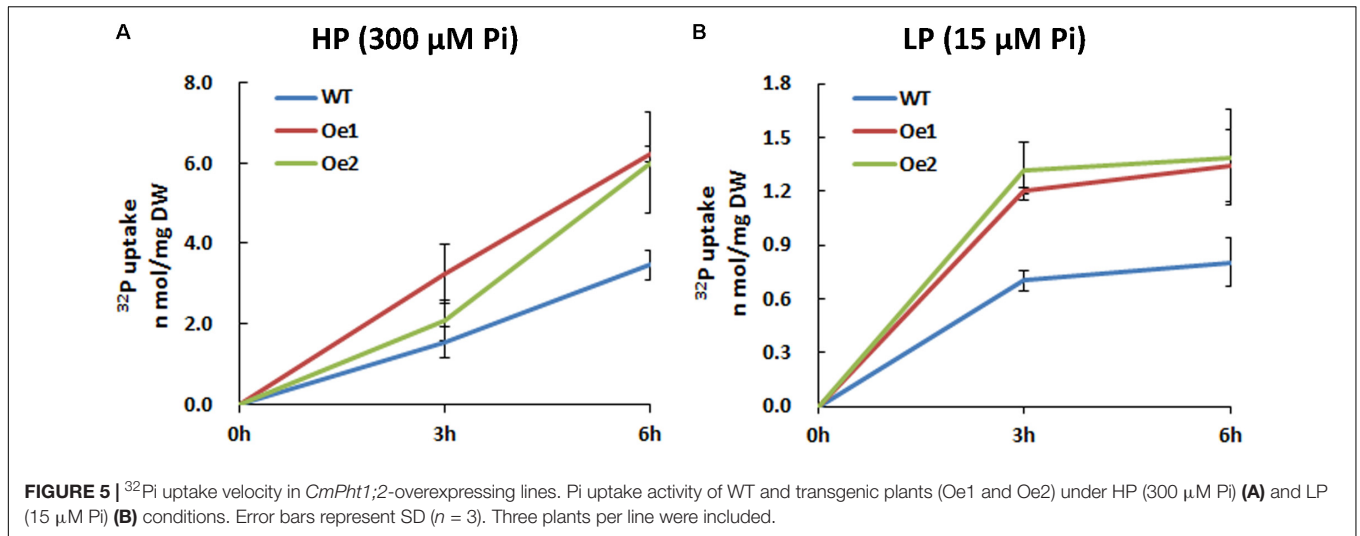 A
HP (300 µM Pi)
8.0
6.0
4.0
2.0
0.0
³²P uptake
n mol/mg DW
WT
Oe1
Oe2
0h
3h
6h
B
LP (15 µM Pi)
1.8
1.5
1.2
0.9
0.6
0.3
0.0
³²P uptake
n mol/mg DW
WT
Oe1
Oe2
0h
3h
6h
FIGURE 5 | ³²Pi uptake velocity in CmPht1;2-overexpressing lines. Pi uptake activity of WT and transgenic plants (Oe1 and Oe2) under HP (300 µM Pi) (A) and LP
(15 µM Pi) (B) conditions. Error bars represent SD (n = 3). Three plants per line were included.